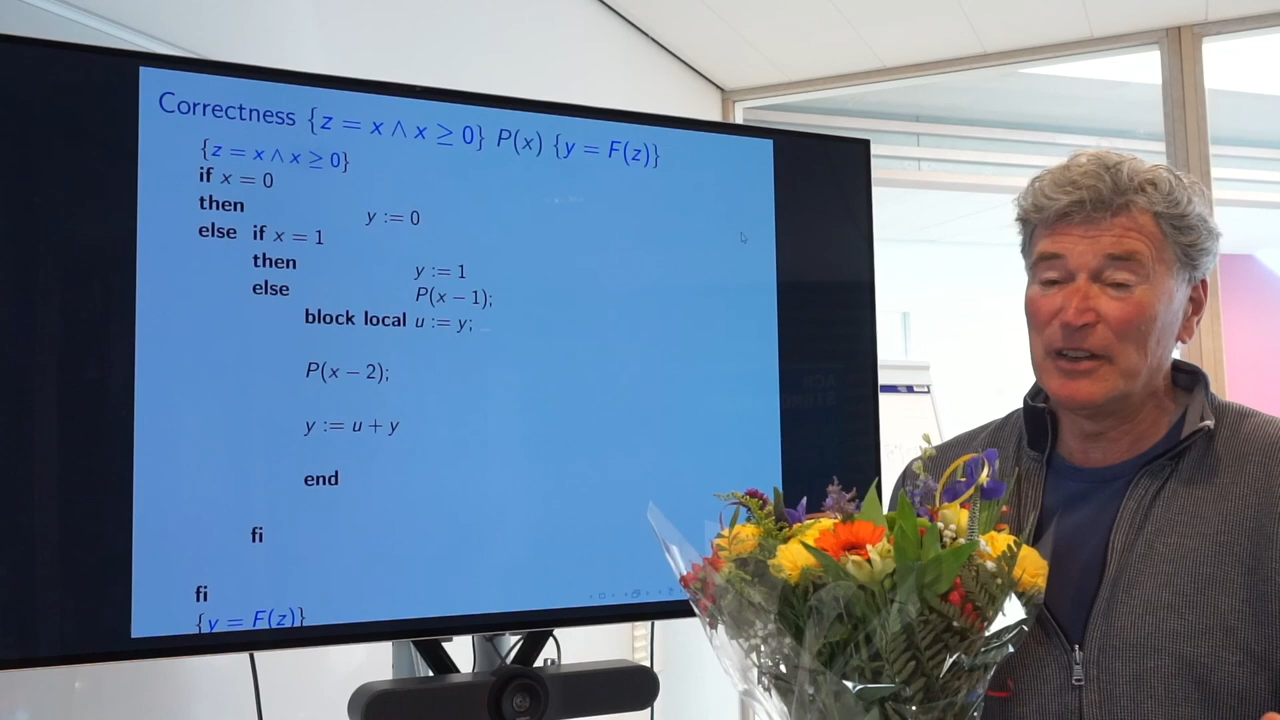 Correctness {z = x ∧ x ≥ 0} P(x) {y = F(z)}
{z = x ∧ x ≥ 0}
if x = 0
then y := 0
else if x = 1
then y := 1
else P(x − 1);
block local u := y;
P(x − 2);
y := u + y
end
fi
fi
{y = F(z)}